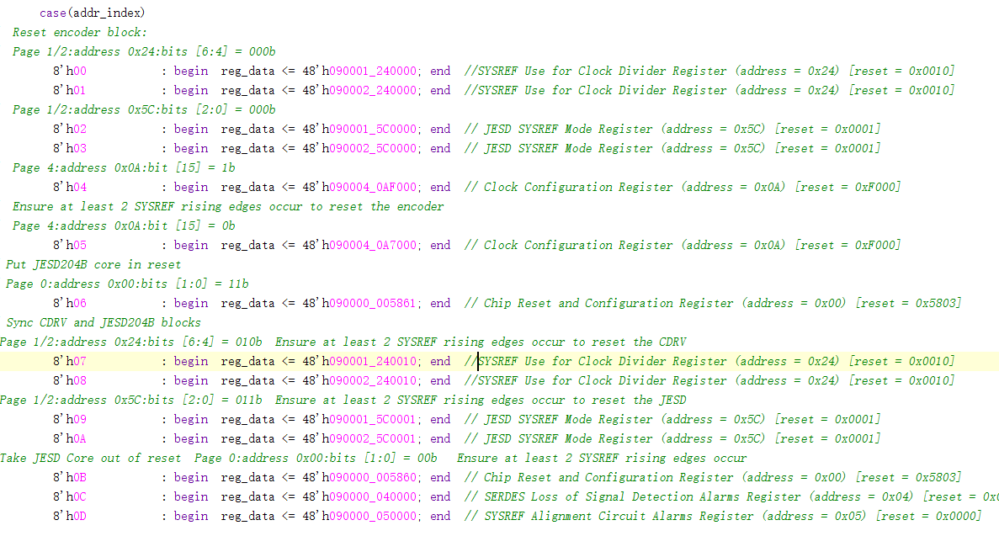 case(addr_index)
Reset encoder block:
Page 1/2:address 0x24:bits [6:4] = 000b
8'h00 : begin reg_data <= 48'h090001_240000; end //SYSREF Use for Clock Divider Register (address = 0x24) [reset = 0x0010]
8'h01 : begin reg_data <= 48'h090002_240000; end //SYSREF Use for Clock Divider Register (address = 0x24) [reset = 0x0010]
Page 1/2:address 0x5C:bits [2:0] = 000b
8'h02 : begin reg_data <= 48'h090001_5C0000; end // JESD SYSREF Mode Register (address = 0x5C) [reset = 0x0001]
8'h03 : begin reg_data <= 48'h090002_5C0000; end // JESD SYSREF Mode Register (address = 0x5C) [reset = 0x0001]
Page 4:address 0x0A:bit [15] = 1b
8'h04 : begin reg_data <= 48'h090004_0AF000; end // Clock Configuration Register (address = 0x0A) [reset = 0xF000]
Ensure at least 2 SYSREF rising edges occur to reset the encoder
Page 4:address 0x0A:bit [15] = 0b
8'h05 : begin reg_data <= 48'h090004_0A7000; end // Clock Configuration Register (address = 0x0A) [reset = 0xF000]
Put JESD204B core in reset
Page 0:address 0x00:bits [1:0] = 11b
8'h06 : begin reg_data <= 48'h090000_005861; end // Chip Reset and Configuration Register (address = 0x00) [reset = 0x5803]
Sync CDRV and JESD204B blocks
Page 1/2:address 0x24:bits [6:4] = 010b Ensure at least 2 SYSREF rising edges occur to reset the CDRV
8'h07 : begin reg_data <= 48'h090001_240010; end //SYSREF Use for Clock Divider Register (address = 0x24) [reset = 0x0010]
8'h08 : begin reg_data <= 48'h090002_240010; end //SYSREF Use for Clock Divider Register (address = 0x24) [reset = 0x0010]
Page 1/2:address 0x5C:bits [2:0] = 011b Ensure at least 2 SYSREF rising edges occur to reset the JESD
8'h09 : begin reg_data <= 48'h090001_5C0001; end // JESD SYSREF Mode Register (address = 0x5C) [reset = 0x0001]
8'h0A : begin reg_data <= 48'h090002_5C0001; end // JESD SYSREF Mode Register (address = 0x5C) [reset = 0x0001]
Take JESD Core out of reset Page 0:address 0x00:bits [1:0] = 00b Ensure at least 2 SYSREF rising edges occur
8'h0B : begin reg_data <= 48'h090000_005860; end // Chip Reset and Configuration Register (address = 0x00) [reset = 0x5803]
8'h0C : begin reg_data <= 48'h090000_040000; end // SERDES Loss of Signal Detection Alarms Register (address = 0x04) [reset =
8'h0D : begin reg_data <= 48'h090000_050000; end // SYSREF Alignment Circuit Alarms Register (address = 0x05) [reset = 0x0000]